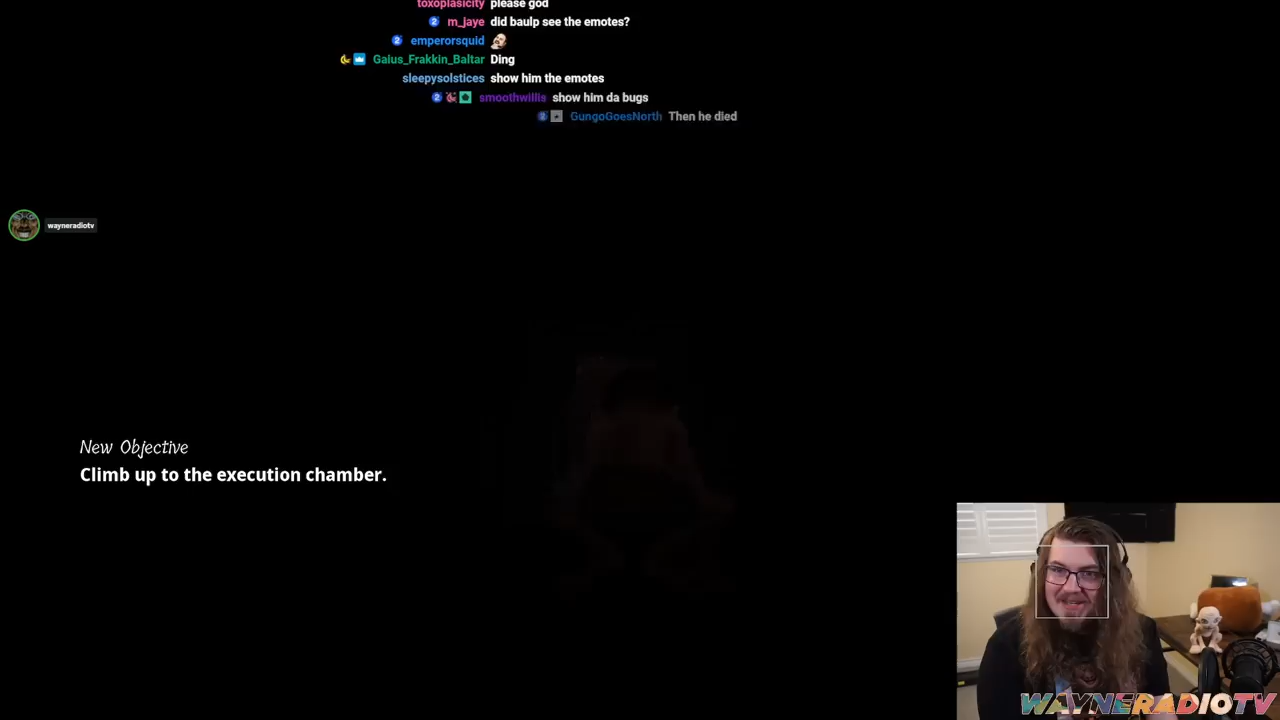 toxoplasicity please god
m_jaye did baulp see the emotes?
emperorsquid
Gaius_Frakkin_Baltar Ding
sleepysolstices show him the emotes
smoothwillis show him da bugs
GungoGoesNorth Then he died
wayneradiotv
New Objective
Climb up to the execution chamber.
WAYNERADIOTV